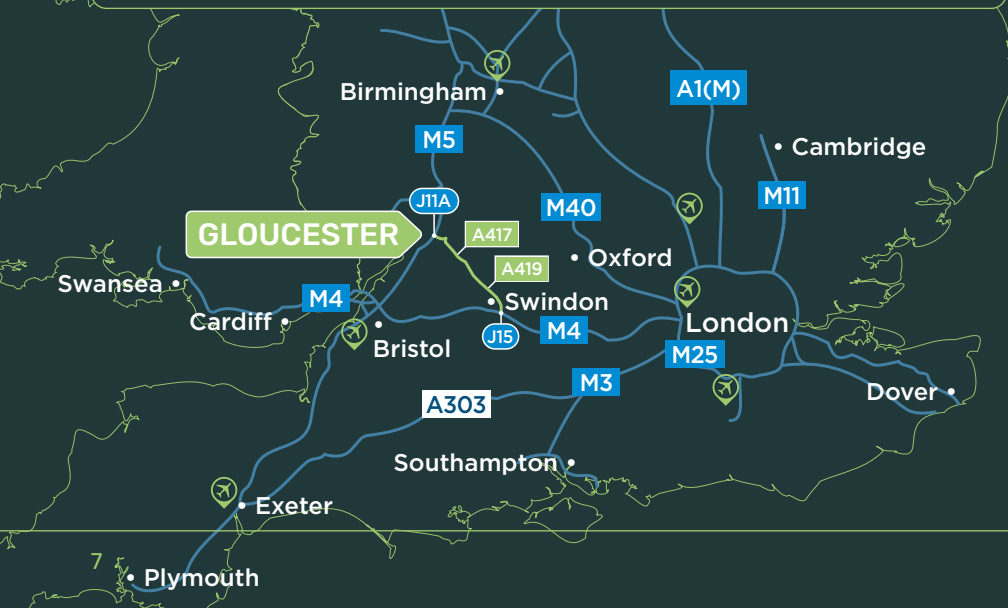 A1(M)
Birmingham
M5
Cambridge
M11
J11A
M40
GLOUCESTER
A417
Oxford
A419
Swansea
M4
Swindon
Cardiff
London
M4
J15
Bristol
M25
M3
Dover
A303
Southampton
Exeter
7
Plymouth